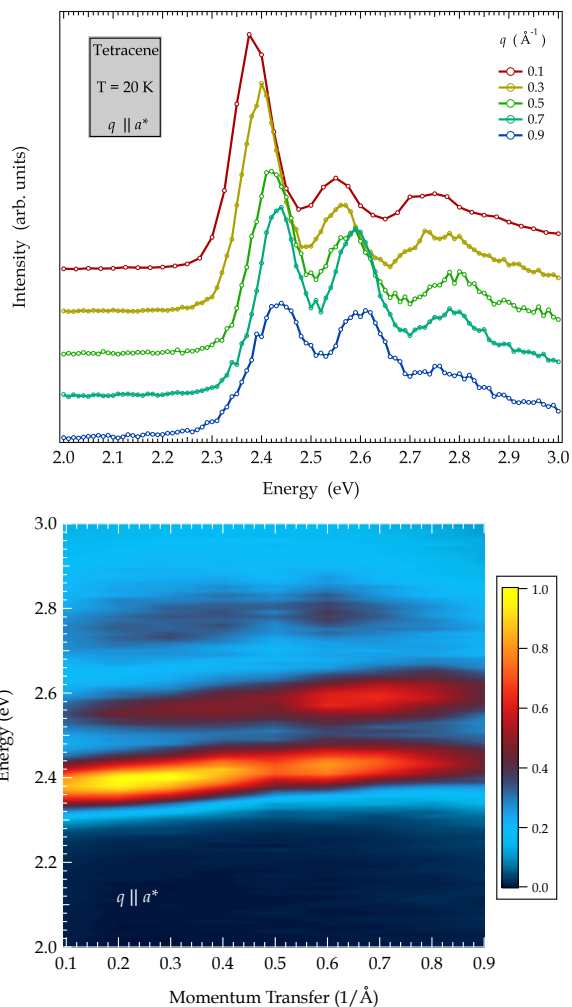 Tetracene
T = 20 K
q || a*
q ( Å-1)
0.1
0.3
0.5
0.7
0.9
Intensity (arb. units)
2.0 2.1 2.2 2.3 2.4 2.5 2.6 2.7 2.8 2.9 3.0
Energy (eV)
3.0
2.8
2.6
2.4
2.2
2.0
Energy (eV)
q || a*
1.0
0.8
0.6
0.4
0.2
0.0
0.1 0.2 0.3 0.4 0.5 0.6 0.7 0.8 0.9
Momentum Transfer (1/Å)